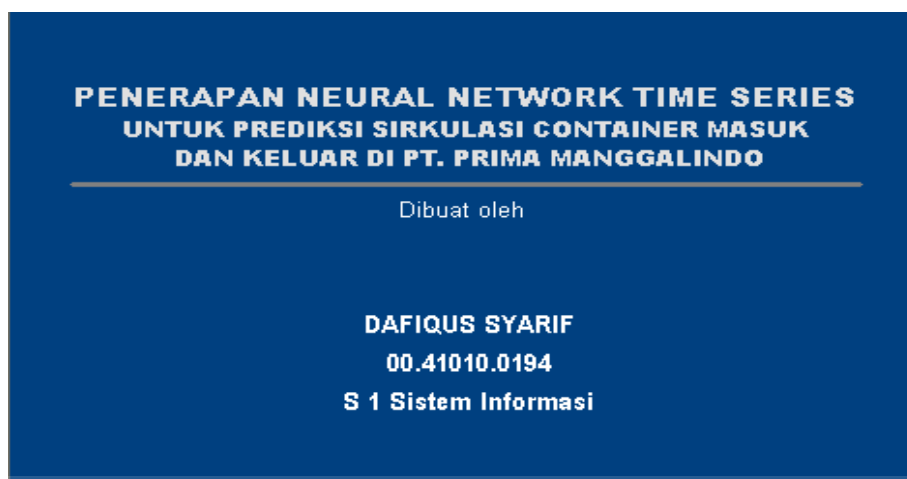 PENERAPAN NEURAL NETWORK TIME SERIES
UNTUK PREDIKSI SIRKULASI CONTAINER MASUK
DAN KELUAR DI PT. PRIMA MANGGALINDO
Dibuat oleh
DAFIQUS SYARIF
00.41010.0194
S 1 Sistem Informasi